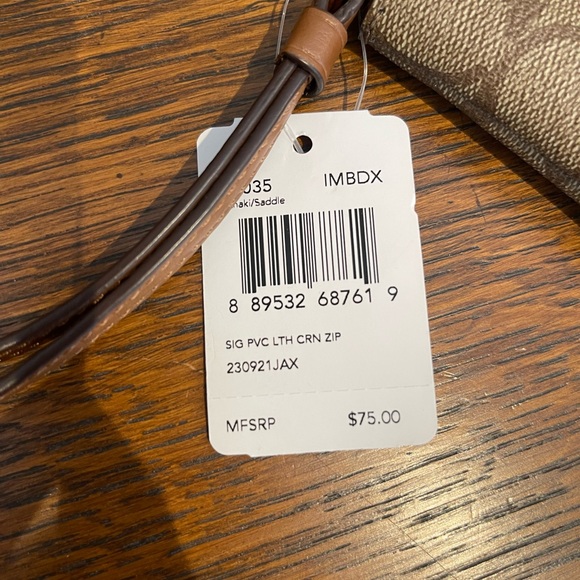 035 IMBDX
haki/Saddle
8 89532 68761 9
SIG PVC LTH CRN ZIP
230921JAX
MFSRP $75.00